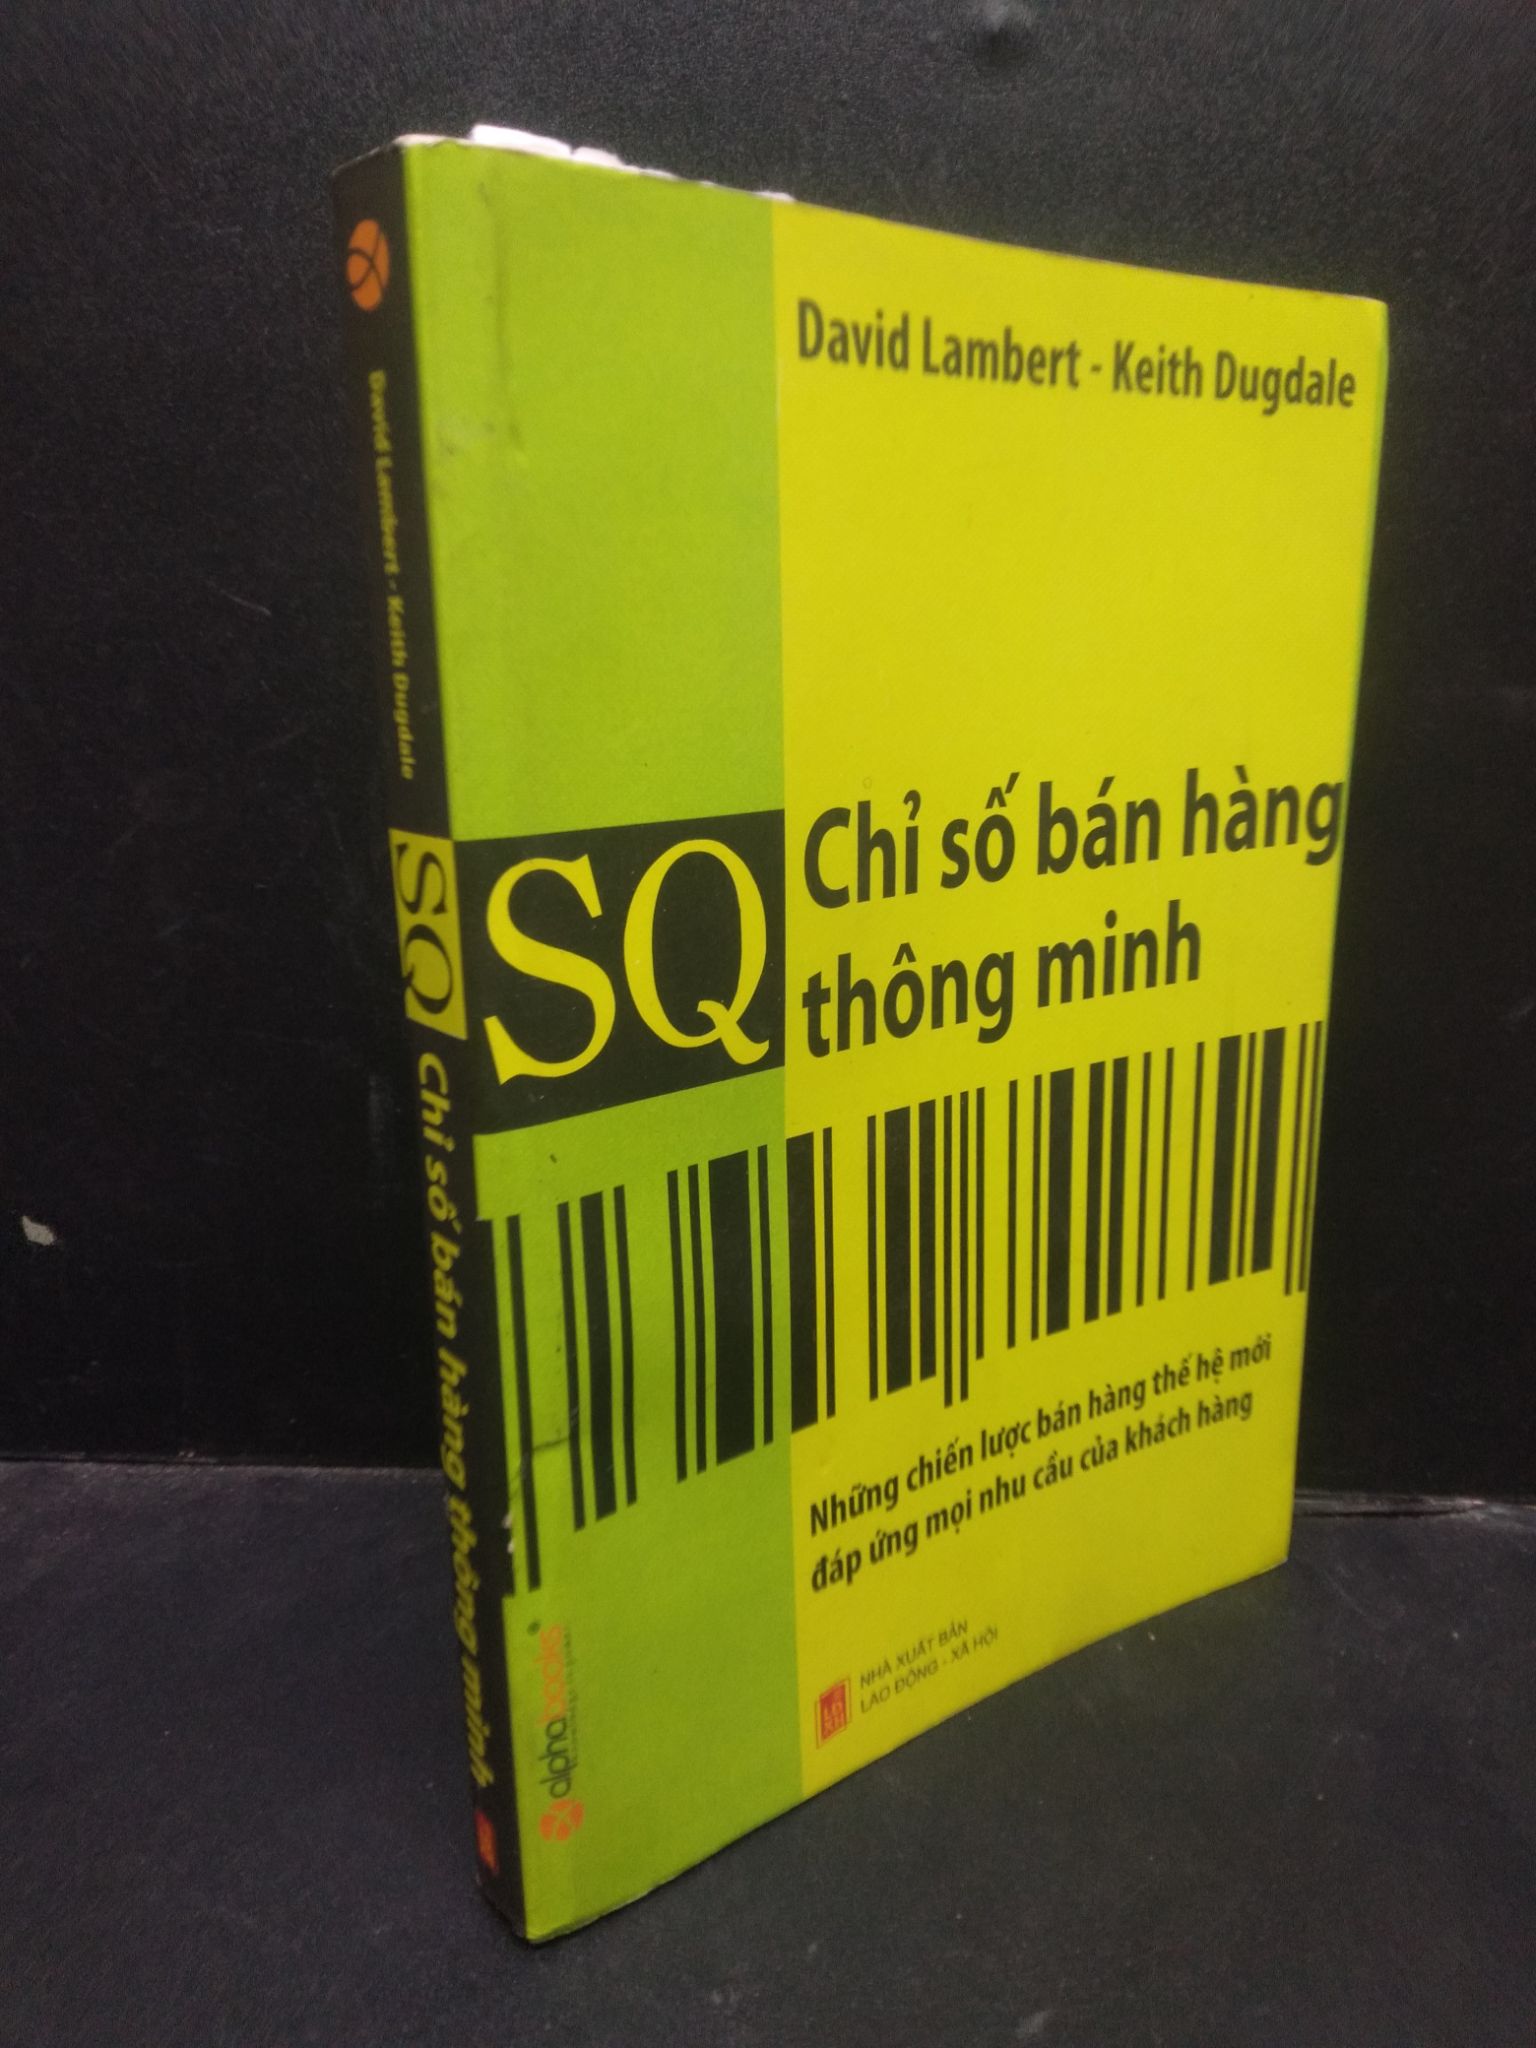 David Lambert - Keith Dugdale
SQ
Chỉ số bán hàng
thông minh
Những chiến lược bán hàng thế hệ mới
đáp ứng mọi nhu cầu của khách hàng
NHÀ XUẤT BẢN
LAO ĐỘNG - XÃ HỘI
alphabooks®
David Lambert - Keith Dugdale
SQ
Chỉ số bán hàng thông minh